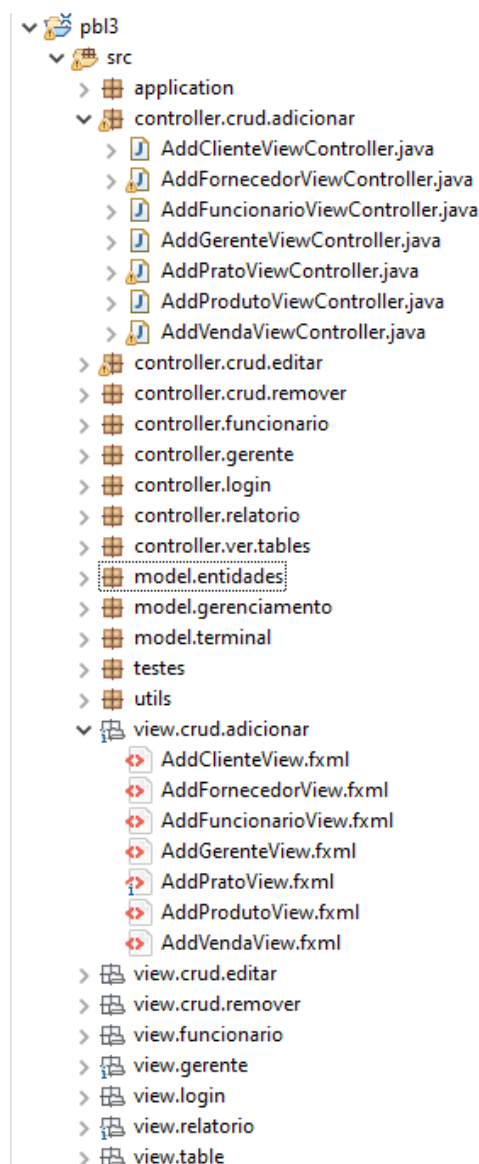 pbl3
src
application
controller.crud.adicionar
AddClienteViewController.java
AddFornecedorViewController.java
AddFuncionarioViewController.java
AddGerenteViewController.java
AddPratoViewController.java
AddProdutoViewController.java
AddVendaViewController.java
controller.crud.editar
controller.crud.remover
controller.funcionario
controller.gerente
controller.login
controller.relatorio
controller.ver.tables
model.entidades
model.gerenciamento
model.terminal
testes
utils
view.crud.adicionar
AddClienteView.fxml
AddFornecedorView.fxml
AddFuncionarioView.fxml
AddGerenteView.fxml
AddPratoView.fxml
AddProdutoView.fxml
AddVendaView.fxml
view.crud.editar
view.crud.remover
view.funcionario
view.gerente
view.login
view.relatorio
view.table